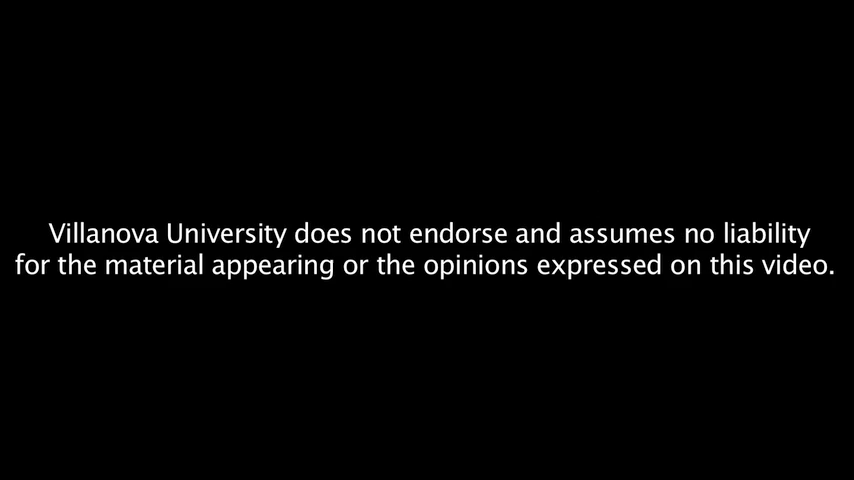 Villanova University does not endorse and assumes no liability
for the material appearing or the opinions expressed on this video.